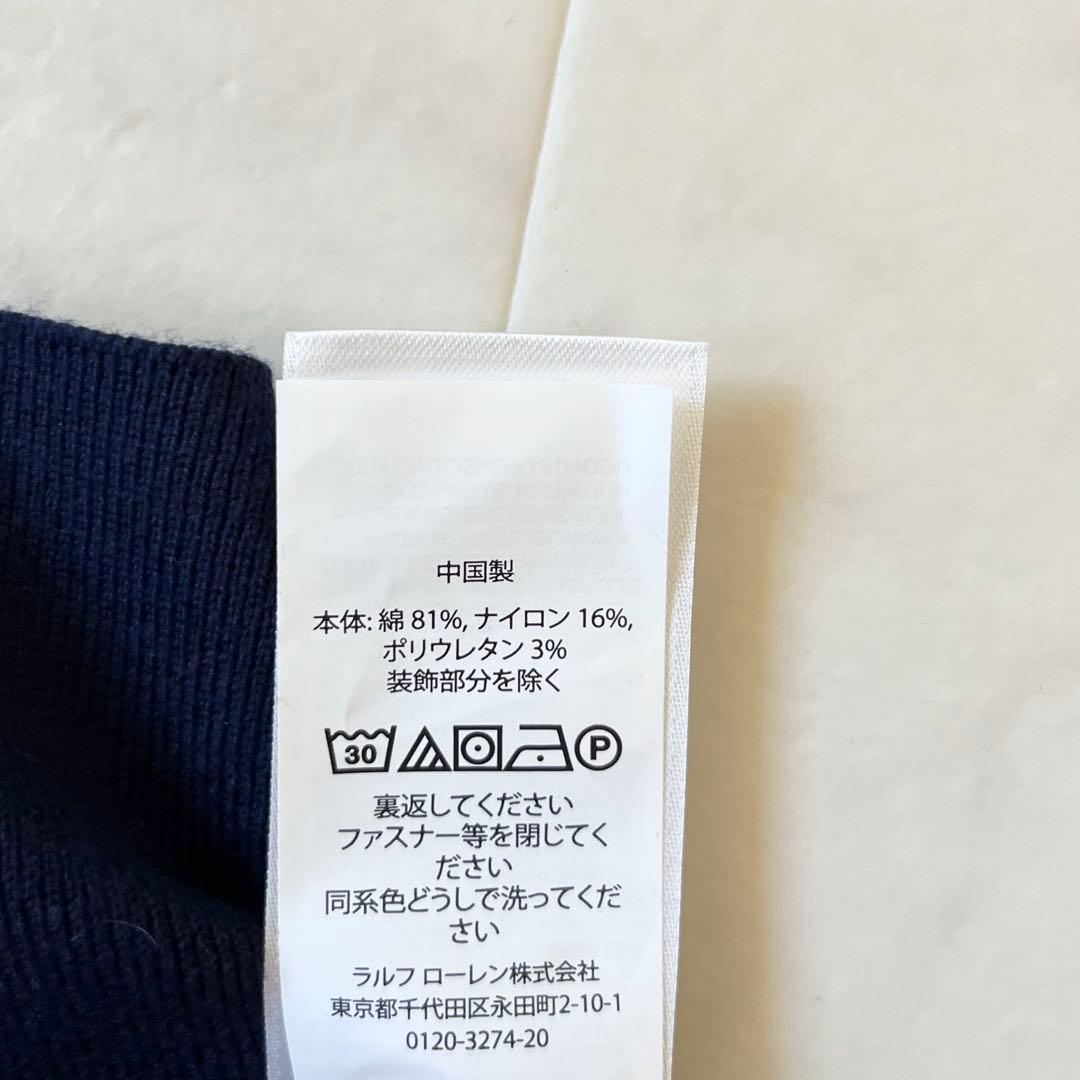 中国製
本体: 綿 81%, ナイロン 16%,
ポリウレタン 3%
装飾部分を除く
30 P
裏返してください
ファスナー等を閉じてく
ださい
同系色どうしで洗ってくだ
さい
ラルフ ローレン株式会社
東京都千代田区永田町2-10-1
0120-3274-20